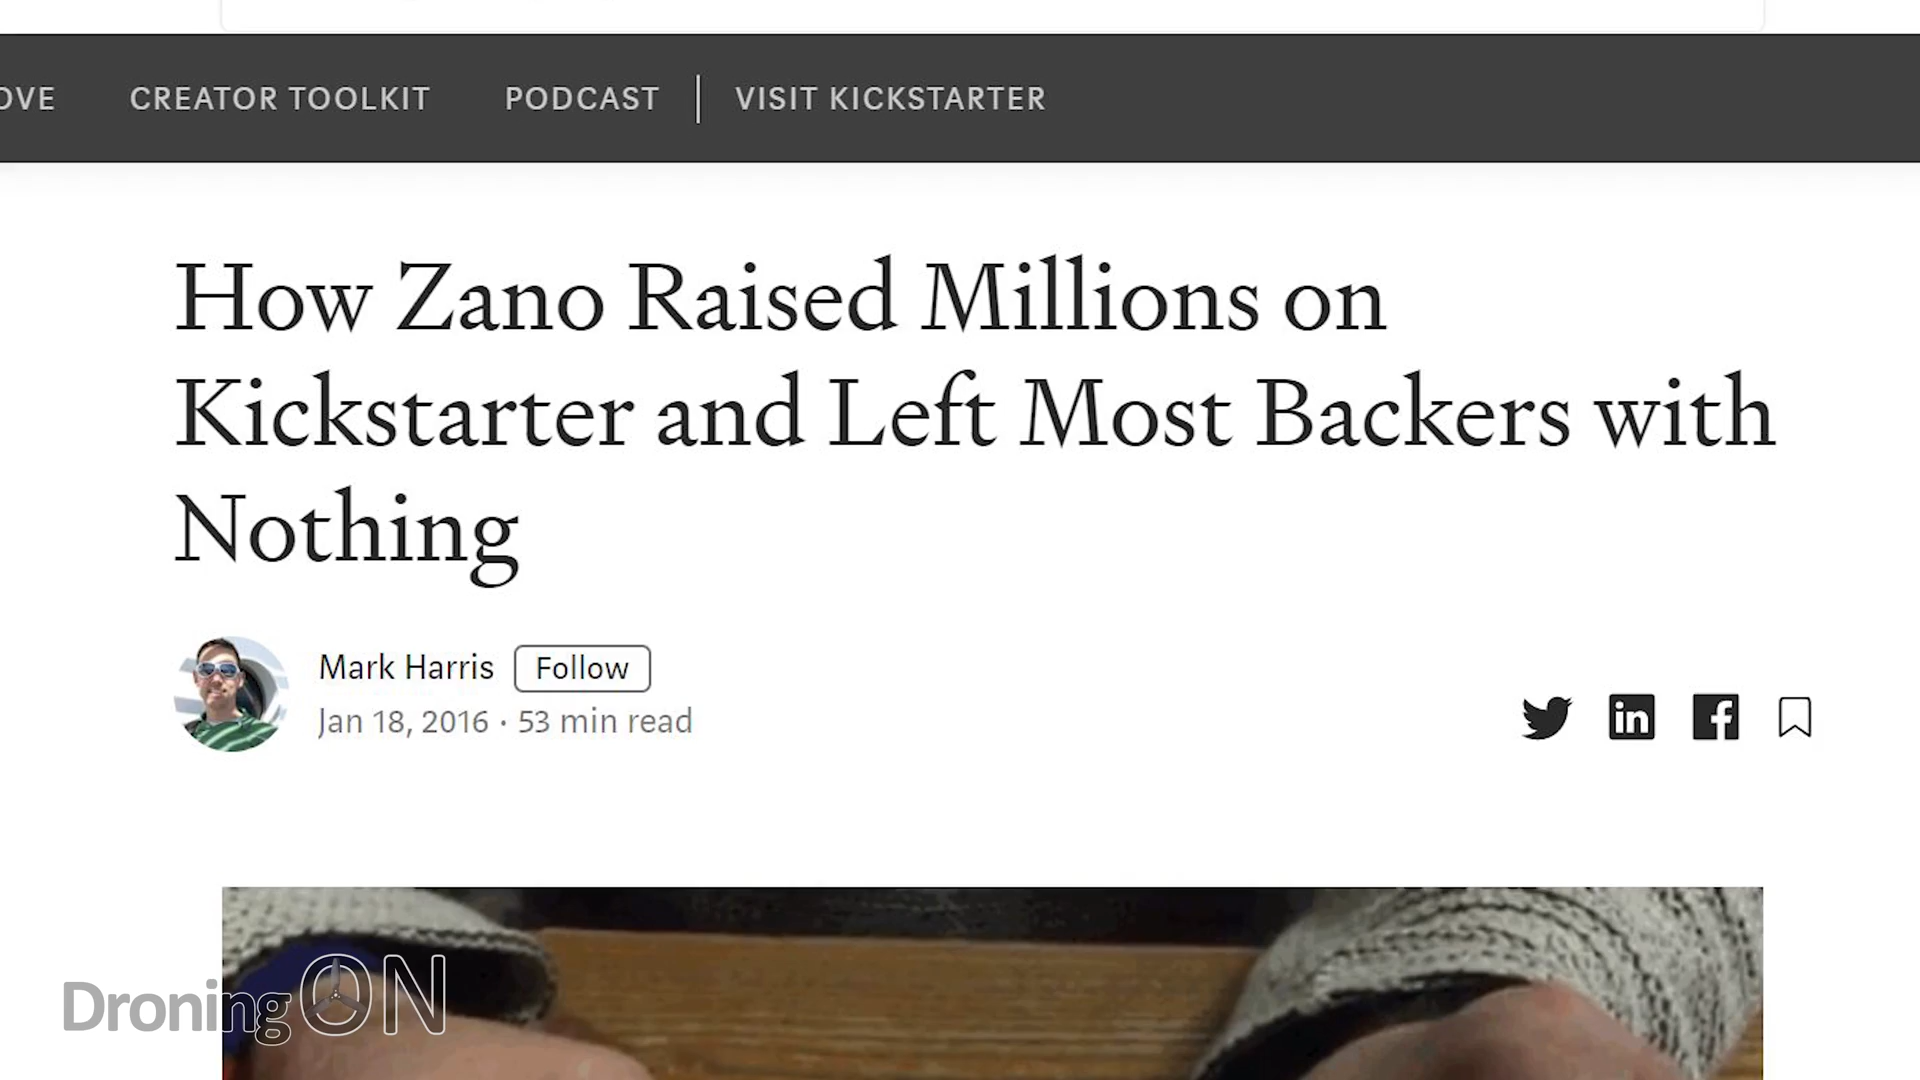 OVE CREATOR TOOLKIT PODCAST VISIT KICKSTARTER
How Zano Raised Millions on
Kickstarter and Left Most Backers with
Nothing
Mark Harris Follow
Jan 18, 2016 · 53 min read
in f
DroningON